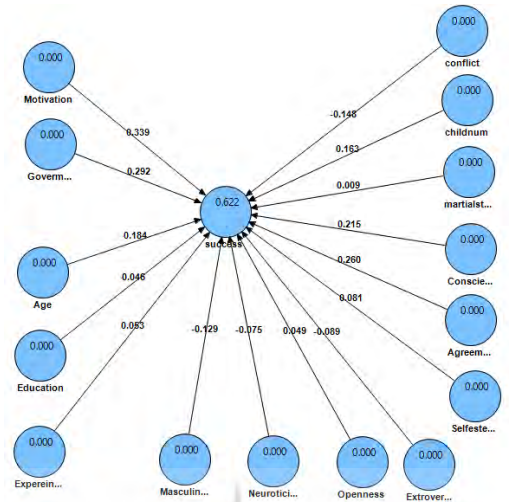 0.000
conflict
0.000
Motivation
0.000
childnum
-0.148
0.339
0.163
0.000
Governm...
0.000
martialst...
0.292
0.009
0.622
success
0.184
0.215
0.000
Conscie...
0.000
Age
0.260
0.046
0.081
0.000
Agreem...
0.053
-0.129
-0.075
0.049
-0.089
0.000
Education
0.000
Selfeste...
0.000
Experein...
0.000
Masculin...
0.000
Neurotici...
0.000
Openness
0.000
Extrover...